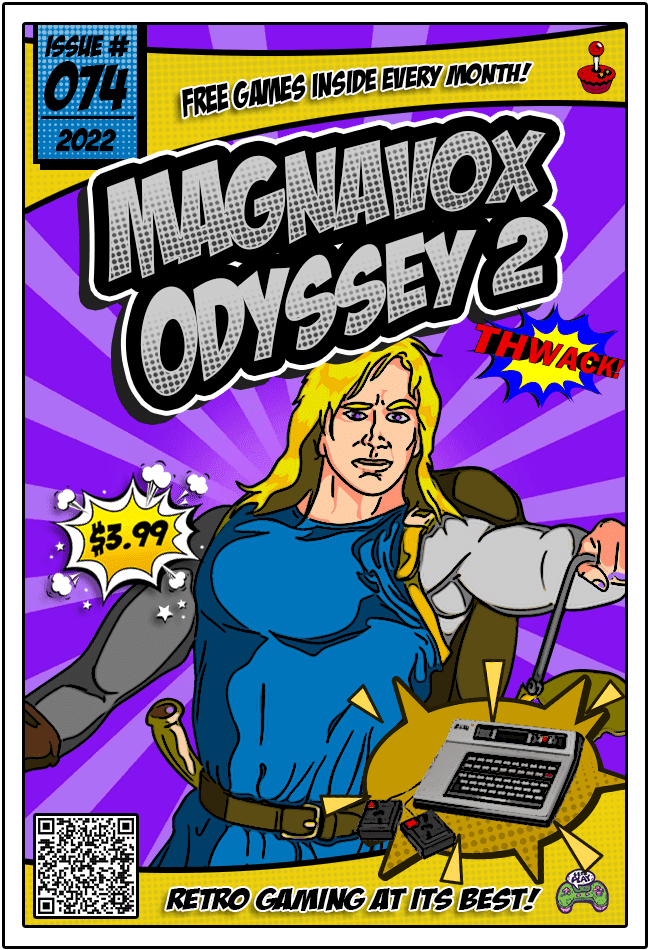 ISSUE #
074
2022
FREE GAMES INSIDE EVERY MONTH!
MAGNAVOX
ODYSSEY 2
THWACK!
$3.99
RETRO GAMING AT ITS BEST!